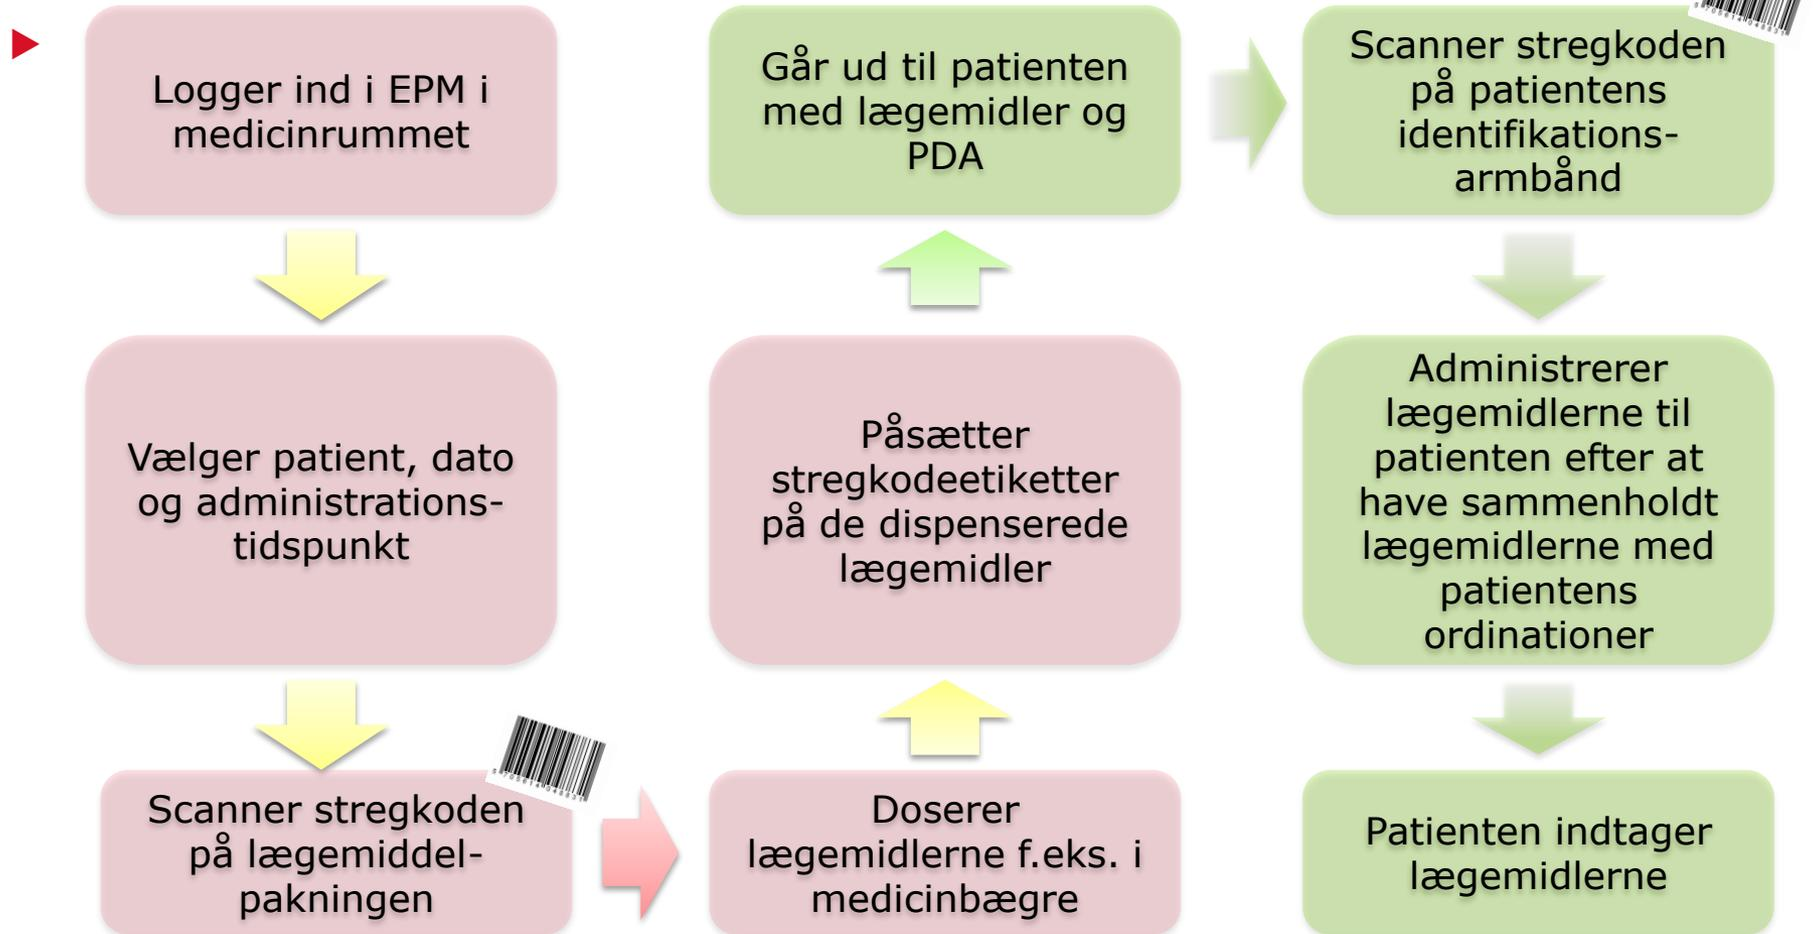 Logger ind i EPM i
medicinrummet
Vælger patient, dato
og administrations-
tidspunkt
Scanner stregkoden
på lægemiddel-
pakningen
Doserer
lægemidlerne f.eks. i
medicinbægre
Påsætter
stregkodeetiketter
på de dispenserede
lægemidler
Går ud til patienten
med lægemidler og
PDA
Scanner stregkoden
på patientens
identifikations-
armbånd
Administrerer
lægemidlerne til
patienten efter at
have sammenholdt
lægemidlerne med
patientens
ordinationer
Patienten indtager
lægemidlerne